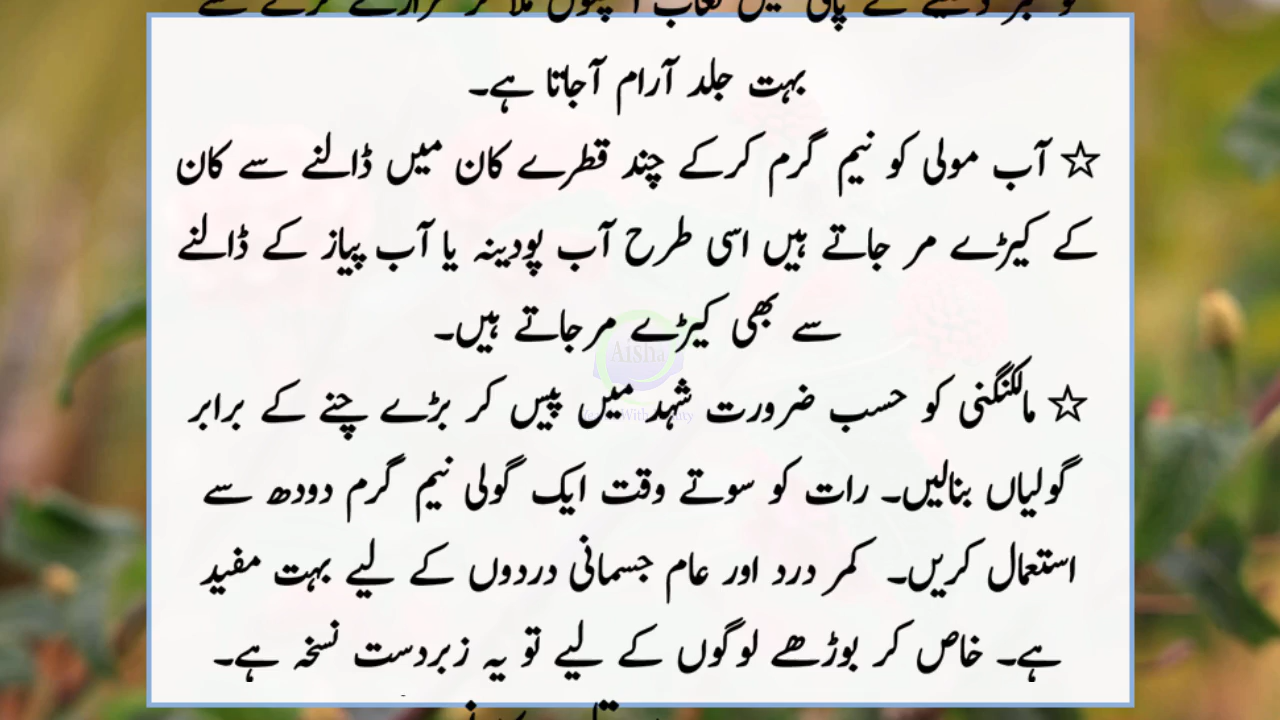 بہت جلد آرام آجاتا ہے۔
☆ آب مولی کو نیم گرم کرکے چند قطرے کان میں ڈالنے سے کان
کے کیڑے مر جاتے ہیں اسی طرح آب پودینہ یا آب پیاز کے ڈالنے
سے بھی کیڑے مرجاتے ہیں۔
Aisha
☆ مالکنگنی کو حسب ضرورت شہد میں پیس کر بڑے چنے کے برابر
With
گولیاں بنالیں۔ رات کو سوتے وقت ایک گولی نیم گرم دودھ سے
استعمال کریں۔ کمر درد اور عام جسمانی دردوں کے لیے بہت مفید
ہے۔ خاص کر بوڑھے لوگوں کے لیے تو یہ زبردست نسخہ ہے۔